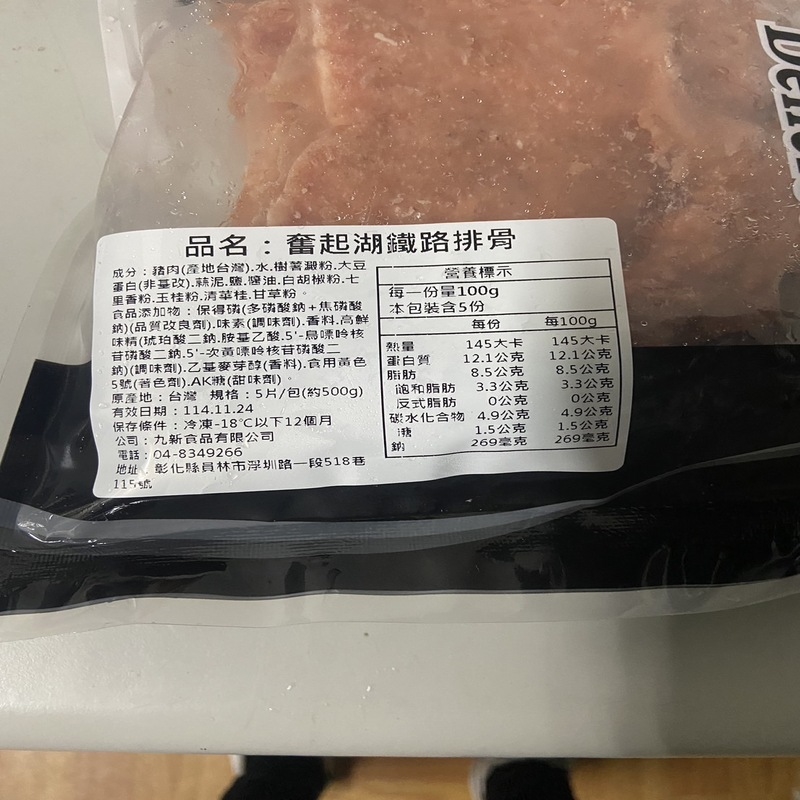 品名：奮起湖鐵路排骨
成分：豬肉(產地台灣).水.樹薯澱粉.大豆
蛋白(非基改).蒜泥.鹽.醬油.白胡椒粉.七
里香粉.玉桂粉.清華桂.甘草粉。
食品添加物：保得磷(多磷酸鈉+焦磷酸
鈉)(品質改良劑).味素(調味劑).香料.高鮮
味精(琥珀酸二鈉.胺基乙酸.5'-鳥嘌呤核
苷磷酸二鈉.5'-次黃嘌呤核苷磷酸二
鈉)(調味劑).乙基麥芽醇(香料).食用黃色
5號(著色劑).AK糖(甜味劑)。
原產地：台灣 規格：5片/包(約500g)
有效日期：114.11.24
保存條件：冷凍-18℃以下12個月
公司：九新食品有限公司
電話：04-8349266
地址：彰化縣員林市浮圳路一段518巷
115號
營養標示
每一份量100g
本包裝含5份
每份 每100g
熱量 145大卡 145大卡
蛋白質 12.1公克 12.1公克
脂肪 8.5公克 8.5公克
飽和脂肪 3.3公克 3.3公克
反式脂肪 0公克 0公克
碳水化合物 4.9公克 4.9公克
糖 1.5公克 1.5公克
鈉 269毫克 269毫克